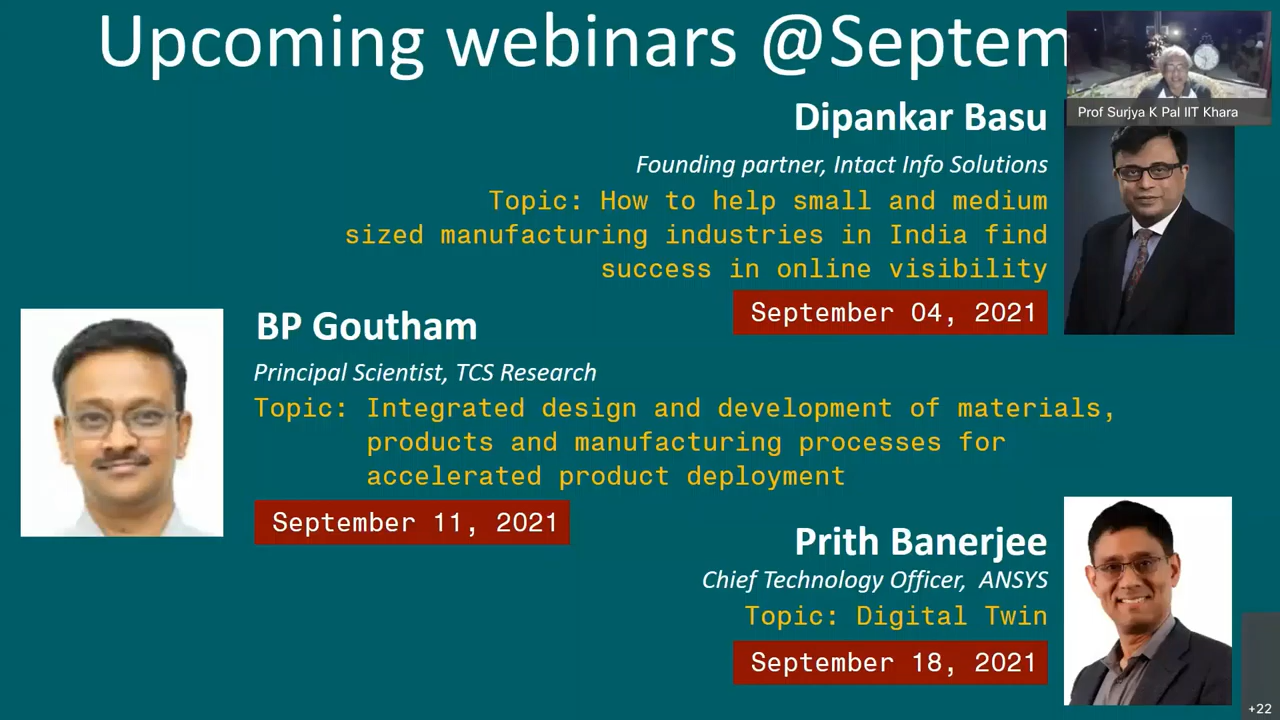 Upcoming webinars @Septem
Prof Surjya K Pal IIT Khara
Dipankar Basu
Founding partner, Intact Info Solutions
Topic: How to help small and medium
sized manufacturing industries in India find
success in online visibility
September 04, 2021
BP Goutham
Principal Scientist, TCS Research
Topic: Integrated design and development of materials,
products and manufacturing processes for
accelerated product deployment
September 11, 2021
Prith Banerjee
Chief Technology Officer, ANSYS
Topic: Digital Twin
September 18, 2021
+22